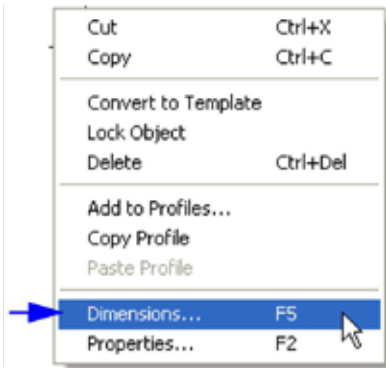 Cut Ctrl+X
Copy Ctrl+C
Convert to Template
Lock Object
Delete Ctrl+Del
Add to Profiles...
Copy Profile
Paste Profile
Dimensions... F5
Properties... F2